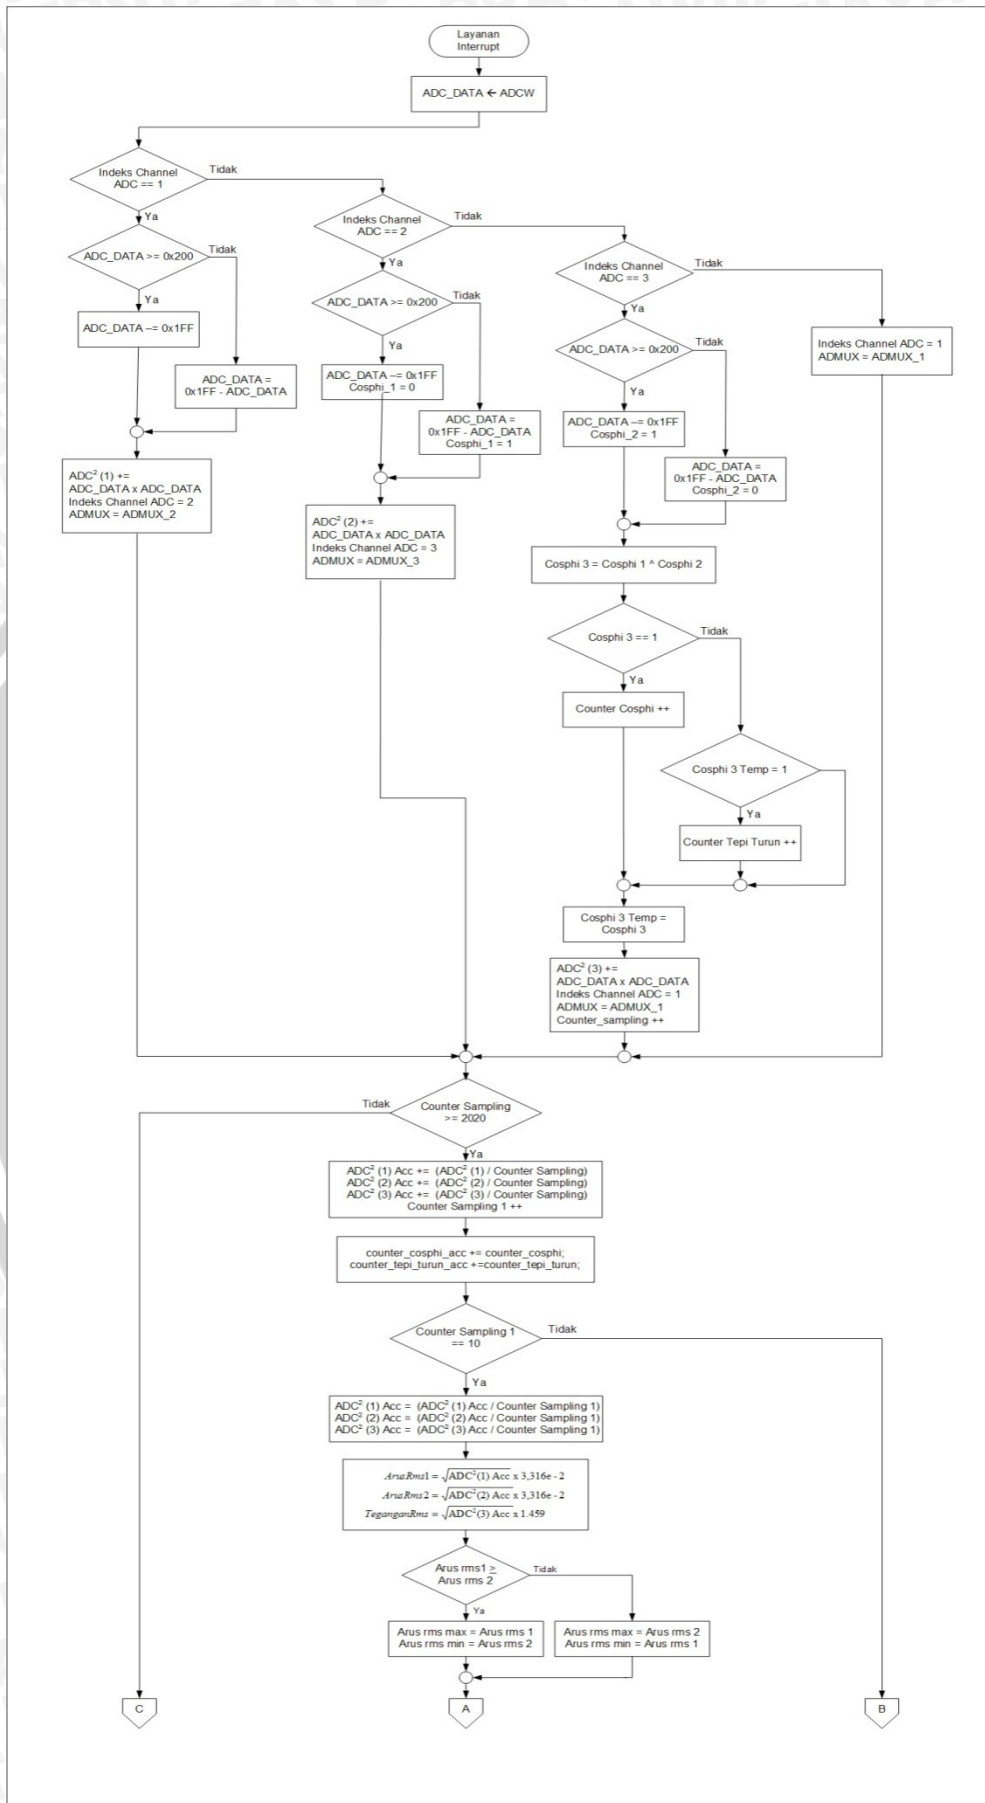 Layanan
Interrupt
ADC_DATA ← ADCW
Indeks Channel
ADC == 1
Tidak
Ya
ADC_DATA >= 0x200
Tidak
Ya
ADC_DATA –= 0x1FF
ADC_DATA =
0x1FF - ADC_DATA
ADC² (1) +=
ADC_DATA x ADC_DATA
Indeks Channel ADC = 2
ADMUX = ADMUX_2
Indeks Channel
ADC == 2
Tidak
Ya
ADC_DATA >= 0x200
Tidak
Ya
ADC_DATA –= 0x1FF
Cosphi_1 = 0
ADC_DATA =
0x1FF - ADC_DATA
Cosphi_1 = 1
ADC² (2) +=
ADC_DATA x ADC_DATA
Indeks Channel ADC = 3
ADMUX = ADMUX_3
Indeks Channel
ADC == 3
Tidak
Ya
ADC_DATA >= 0x200
Tidak
Ya
ADC_DATA –= 0x1FF
Cosphi_2 = 1
ADC_DATA =
0x1FF - ADC_DATA
Cosphi_2 = 0
Indeks Channel ADC = 1
ADMUX = ADMUX_1
Cosphi 3 = Cosphi 1 ^ Cosphi 2
Cosphi 3 == 1
Tidak
Ya
Counter Cosphi ++
Cosphi 3 Temp = 1
Ya
Counter Tepi Turun ++
Cosphi 3 Temp =
Cosphi 3
ADC² (3) +=
ADC_DATA x ADC_DATA
Indeks Channel ADC = 1
ADMUX = ADMUX_1
Counter_sampling ++
Tidak
Counter Sampling
>= 2020
Ya
ADC² (1) Acc += (ADC² (1) / Counter Sampling)
ADC² (2) Acc += (ADC² (2) / Counter Sampling)
ADC² (3) Acc += (ADC² (3) / Counter Sampling)
Counter Sampling 1 ++
counter_cosphi_acc += counter_cosphi;
counter_tepi_turun_acc +=counter_tepi_turun;
Counter Sampling 1
== 10
Tidak
Ya
ADC² (1) Acc = (ADC² (1) Acc / Counter Sampling 1)
ADC² (2) Acc = (ADC² (2) Acc / Counter Sampling 1)
ADC² (3) Acc = (ADC² (3) Acc / Counter Sampling 1)
ArusRms1 = √ADC²(1) Acc x 3,316e - 2
ArusRms2 = √ADC²(2) Acc x 3,316e - 2
TeganganRms = √ADC²(3) Acc x 1.459
Arus rms1 ≥
Arus rms 2
Tidak
Ya
Arus rms max = Arus rms 1
Arus rms min = Arus rms 2
Arus rms max = Arus rms 2
Arus rms min = Arus rms 1
C
A
B